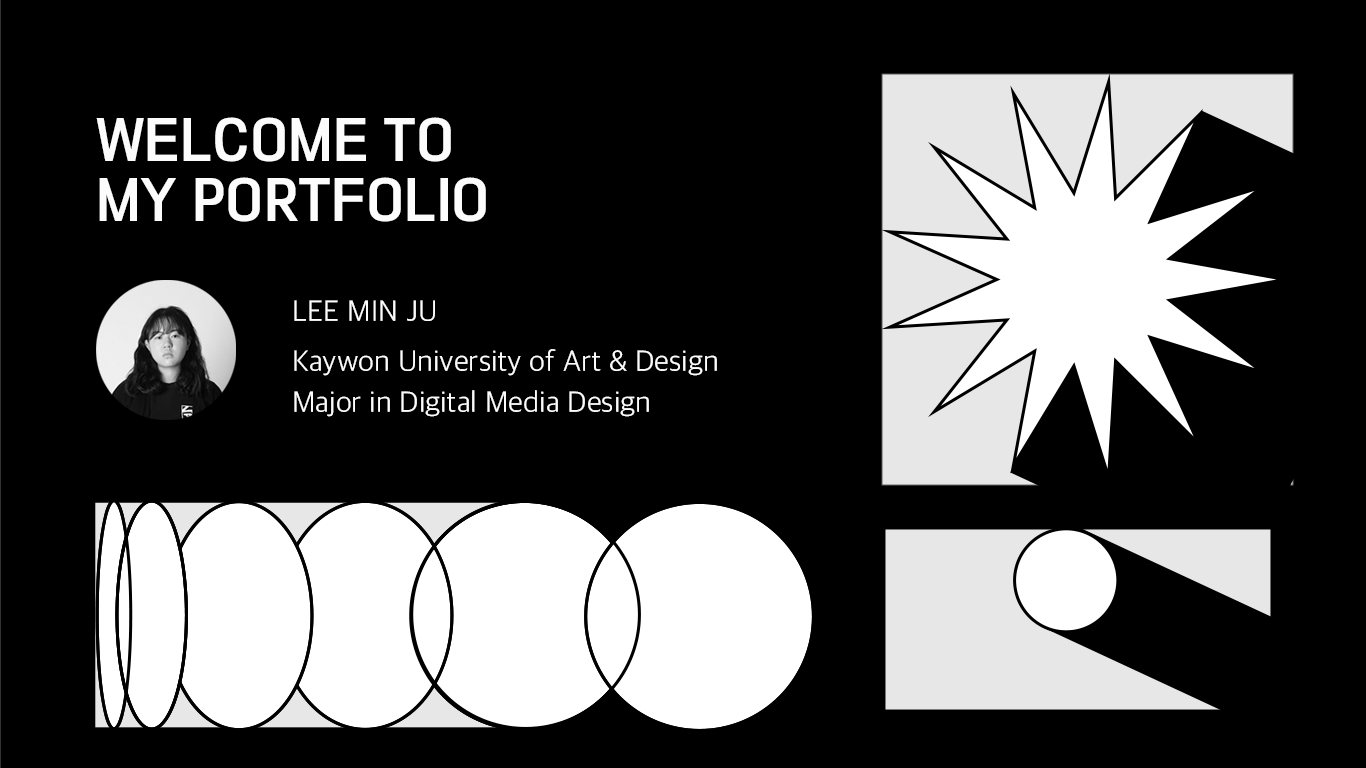 WELCOME TO
MY PORTFOLIO
LEE MIN JU
Kaywon University of Art & Design
Major in Digital Media Design